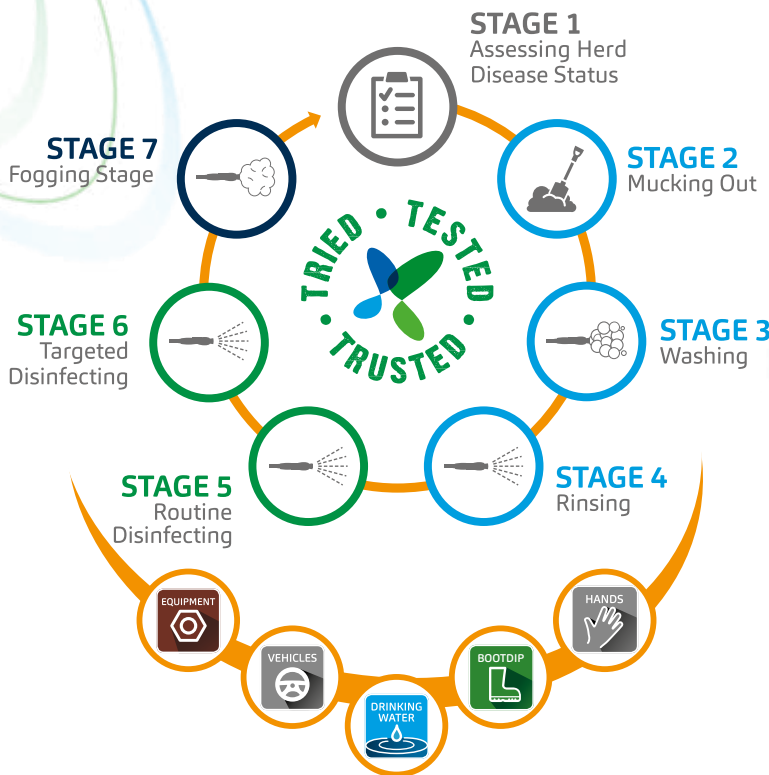 STAGE 1
Assessing Herd
Disease Status
STAGE 2
Mucking Out
STAGE 3
Washing
STAGE 4
Rinsing
STAGE 5
Routine
Disinfecting
STAGE 6
Targeted
Disinfecting
STAGE 7
Fogging Stage
TRIED • TESTED • TRUSTED •
EQUIPMENT
VEHICLES
DRINKING
WATER
BOOTDIP
HANDS